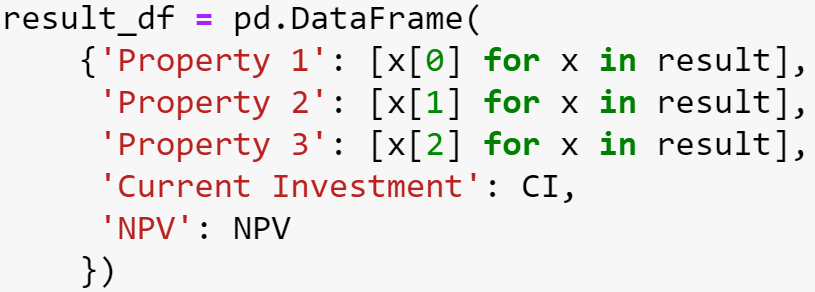 result_df = pd.DataFrame(
    {'Property 1': [x[0] for x in result],
     'Property 2': [x[1] for x in result],
     'Property 3': [x[2] for x in result],
     'Current Investment': CI,
     'NPV': NPV
    })